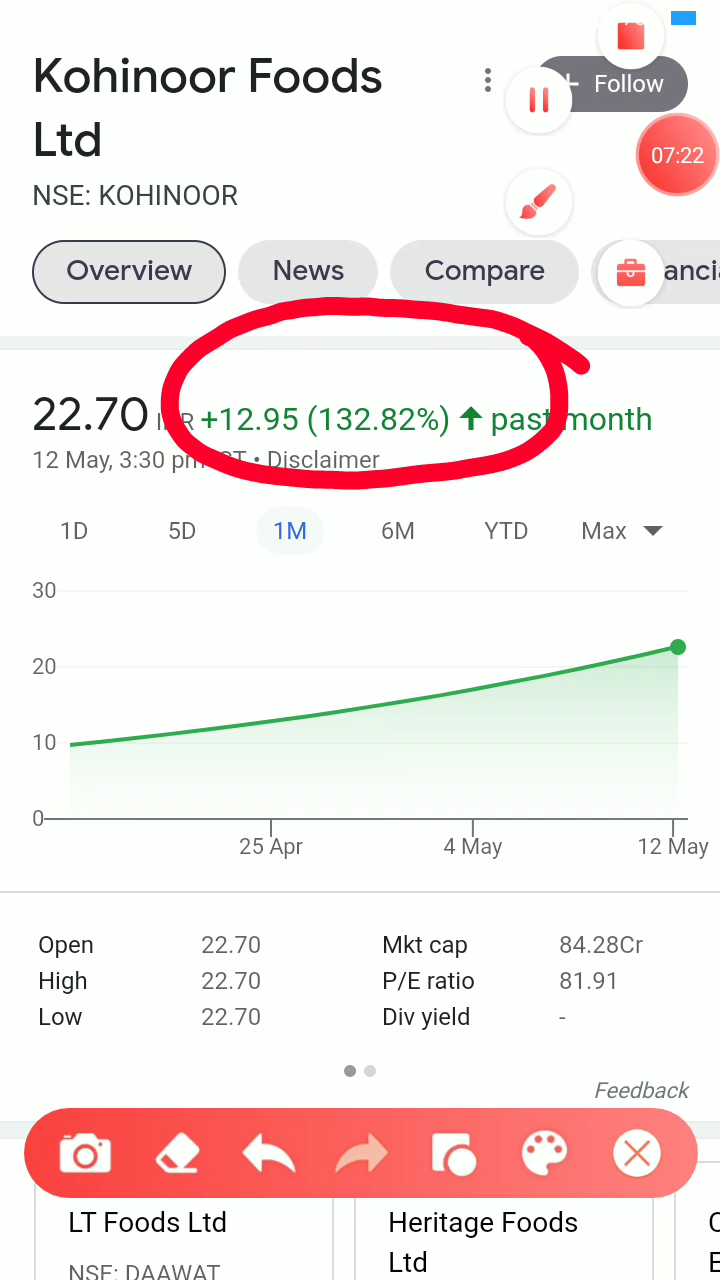 Kohinoor Foods Ltd
NSE: KOHINOOR
+ Follow
07:22
Overview
News
Compare
22.70 +12.95 (132.82%) ↑ past month
12 May, 3:30 pm • Disclaimer
1D 5D 1M 6M YTD Max
30
20
10
0
25 Apr 4 May 12 May
Open 22.70 Mkt cap 84.28Cr
High 22.70 P/E ratio 81.91
Low 22.70 Div yield -
Feedback
LT Foods Ltd
NSE: DAAWAT
Heritage Foods Ltd